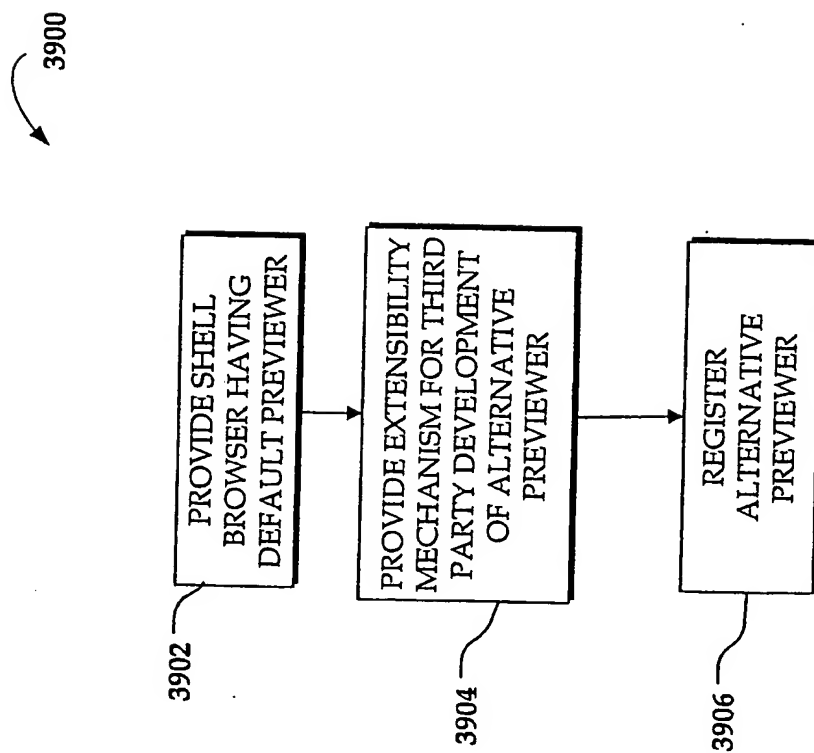 3900
3902
PROVIDE SHELL
BROWSER HAVING
DEFAULT PREVIEWER
3904
PROVIDE EXTENSIBILITY
MECHANISM FOR THIRD
PARTY DEVELOPMENT
OF ALTERNATIVE
PREVIEWER
3906
REGISTER
ALTERNATIVE
PREVIEWER